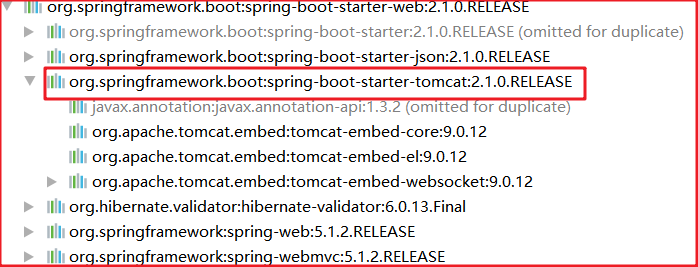 org.springframework.boot:spring-boot-starter-web:2.1.0.RELEASE
org.springframework.boot:spring-boot-starter:2.1.0.RELEASE (omitted for duplicate)
org.springframework.boot:spring-boot-starter-json:2.1.0.RELEASE
org.springframework.boot:spring-boot-starter-tomcat:2.1.0.RELEASE
javax.annotation:javax.annotation-api:1.3.2 (omitted for duplicate)
org.apache.tomcat.embed:tomcat-embed-core:9.0.12
org.apache.tomcat.embed:tomcat-embed-el:9.0.12
org.apache.tomcat.embed:tomcat-embed-websocket:9.0.12
org.hibernate.validator:hibernate-validator:6.0.13.Final
org.springframework:spring-web:5.1.2.RELEASE
org.springframework:spring-webmvc:5.1.2.RELEASE